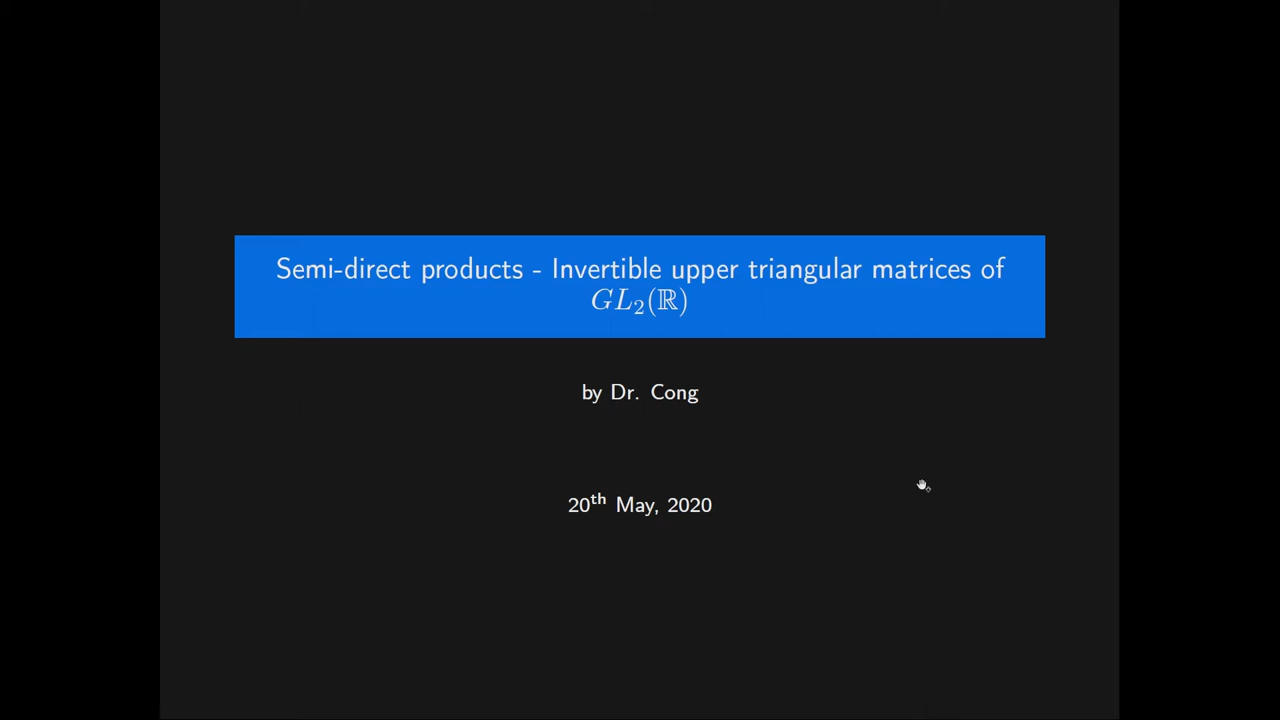 Semi-direct products - Invertible upper triangular matrices of
GL₂(ℝ)
by Dr. Cong
20th May, 2020